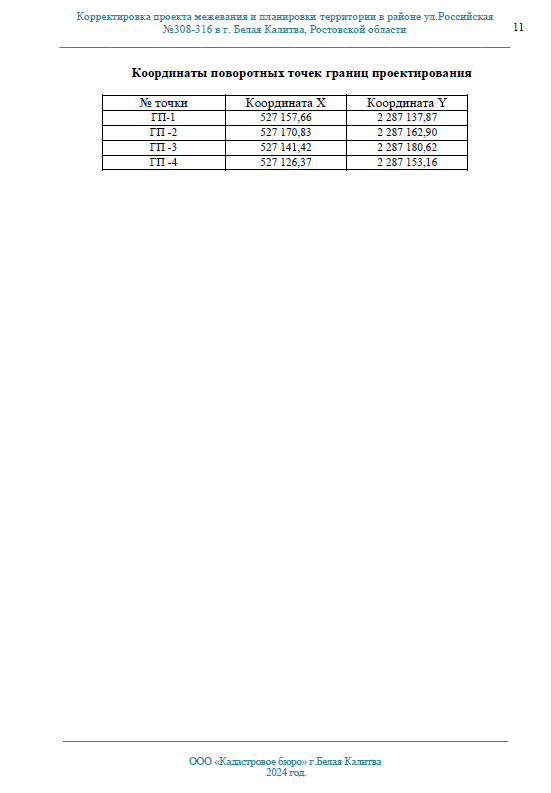 Корректировка проекта межевания и планировки территории в районе ул.Российская
№308-316 в г. Белая Калитва, Ростовской области
11
Координаты поворотных точек границ проектирования
№ точки Координата X Координата Y
ГП-1 527 157,66 2 287 137,87
ГП -2 527 170,83 2 287 162,90
ГП -3 527 141,42 2 287 180,62
ГП -4 527 126,37 2 287 153,16
ООО «Кадастровое бюро» г.Белая Калитва
2024 год.